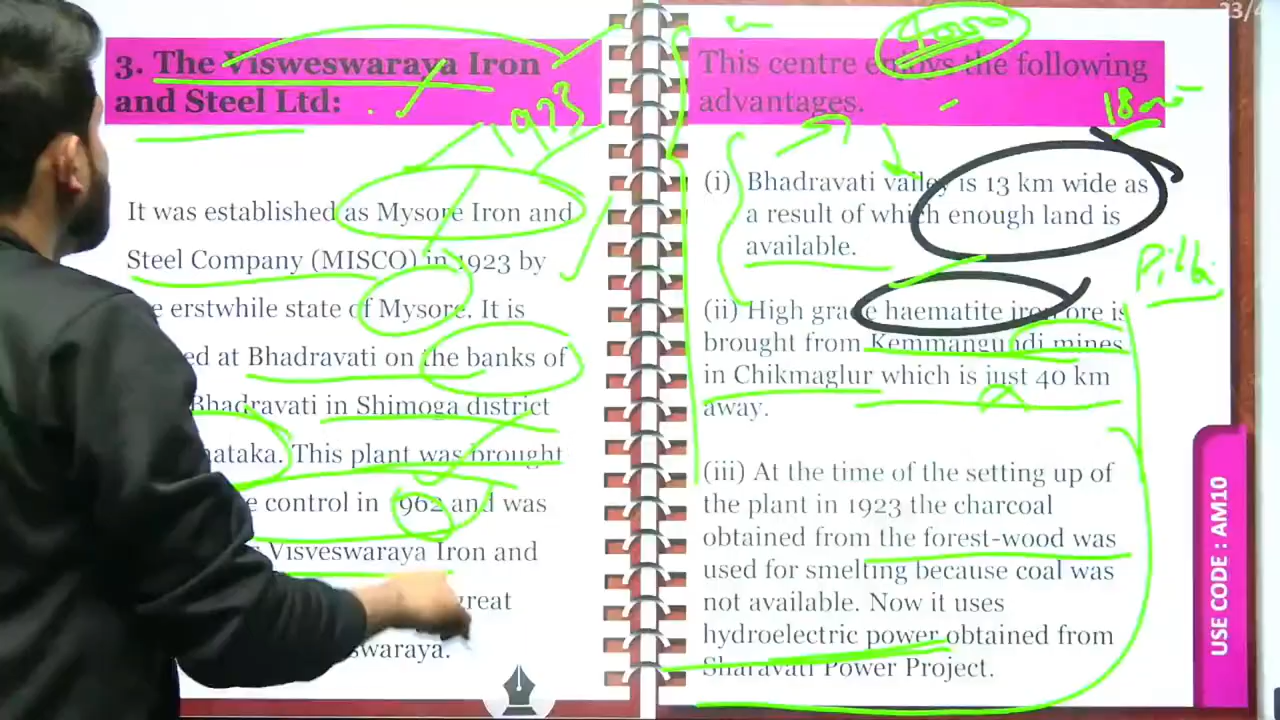 23/4
3. The Visweswaraya Iron
and Steel Ltd:
1923
It was established as Mysore Iron and
Steel Company (MISCO) in 1923 by
erstwhile state of Mysore. It is
at Bhadravati on the banks of
Bhadravati in Shimoga district
This plant was brought
control in 1962 and was
Visveswaraya Iron and
great
This centre enjoys the following
advantages.
18
(i) Bhadravati valley is 13 km wide as
a result of which enough land is
available.
(ii) High grade haematite iron ore is
brought from Kemmangundi mines
in Chikmaglur which is just 40 km
away.
(iii) At the time of the setting up of
the plant in 1923 the charcoal
obtained from the forest-wood was
used for smelting because coal was
not available. Now it uses
hydroelectric power obtained from
Sharavati Power Project.
USE CODE : AM10